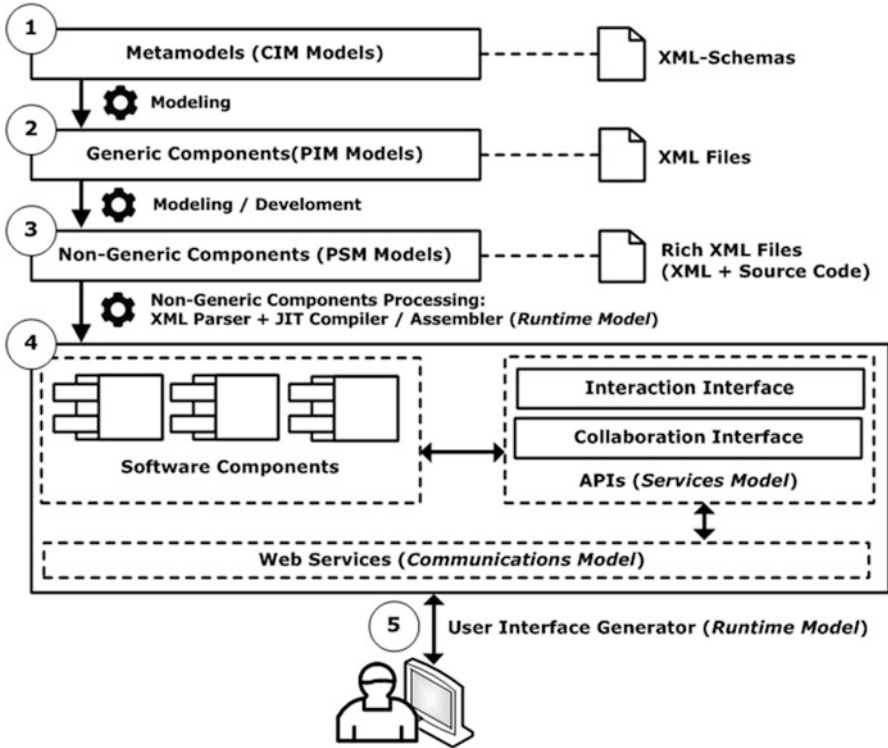 1
Metamodels (CIM Models)
XML-Schemas
Modeling
2
Generic Components(PIM Models)
XML Files
Modeling / Develoment
3
Non-Generic Components (PSM Models)
Rich XML Files
(XML + Source Code)
Non-Generic Components Processing:
XML Parser + JIT Compiler / Assembler (Runtime Model)
4
Software Components
Interaction Interface
Collaboration Interface
APIs (Services Model)
Web Services (Communications Model)
5
User Interface Generator (Runtime Model)